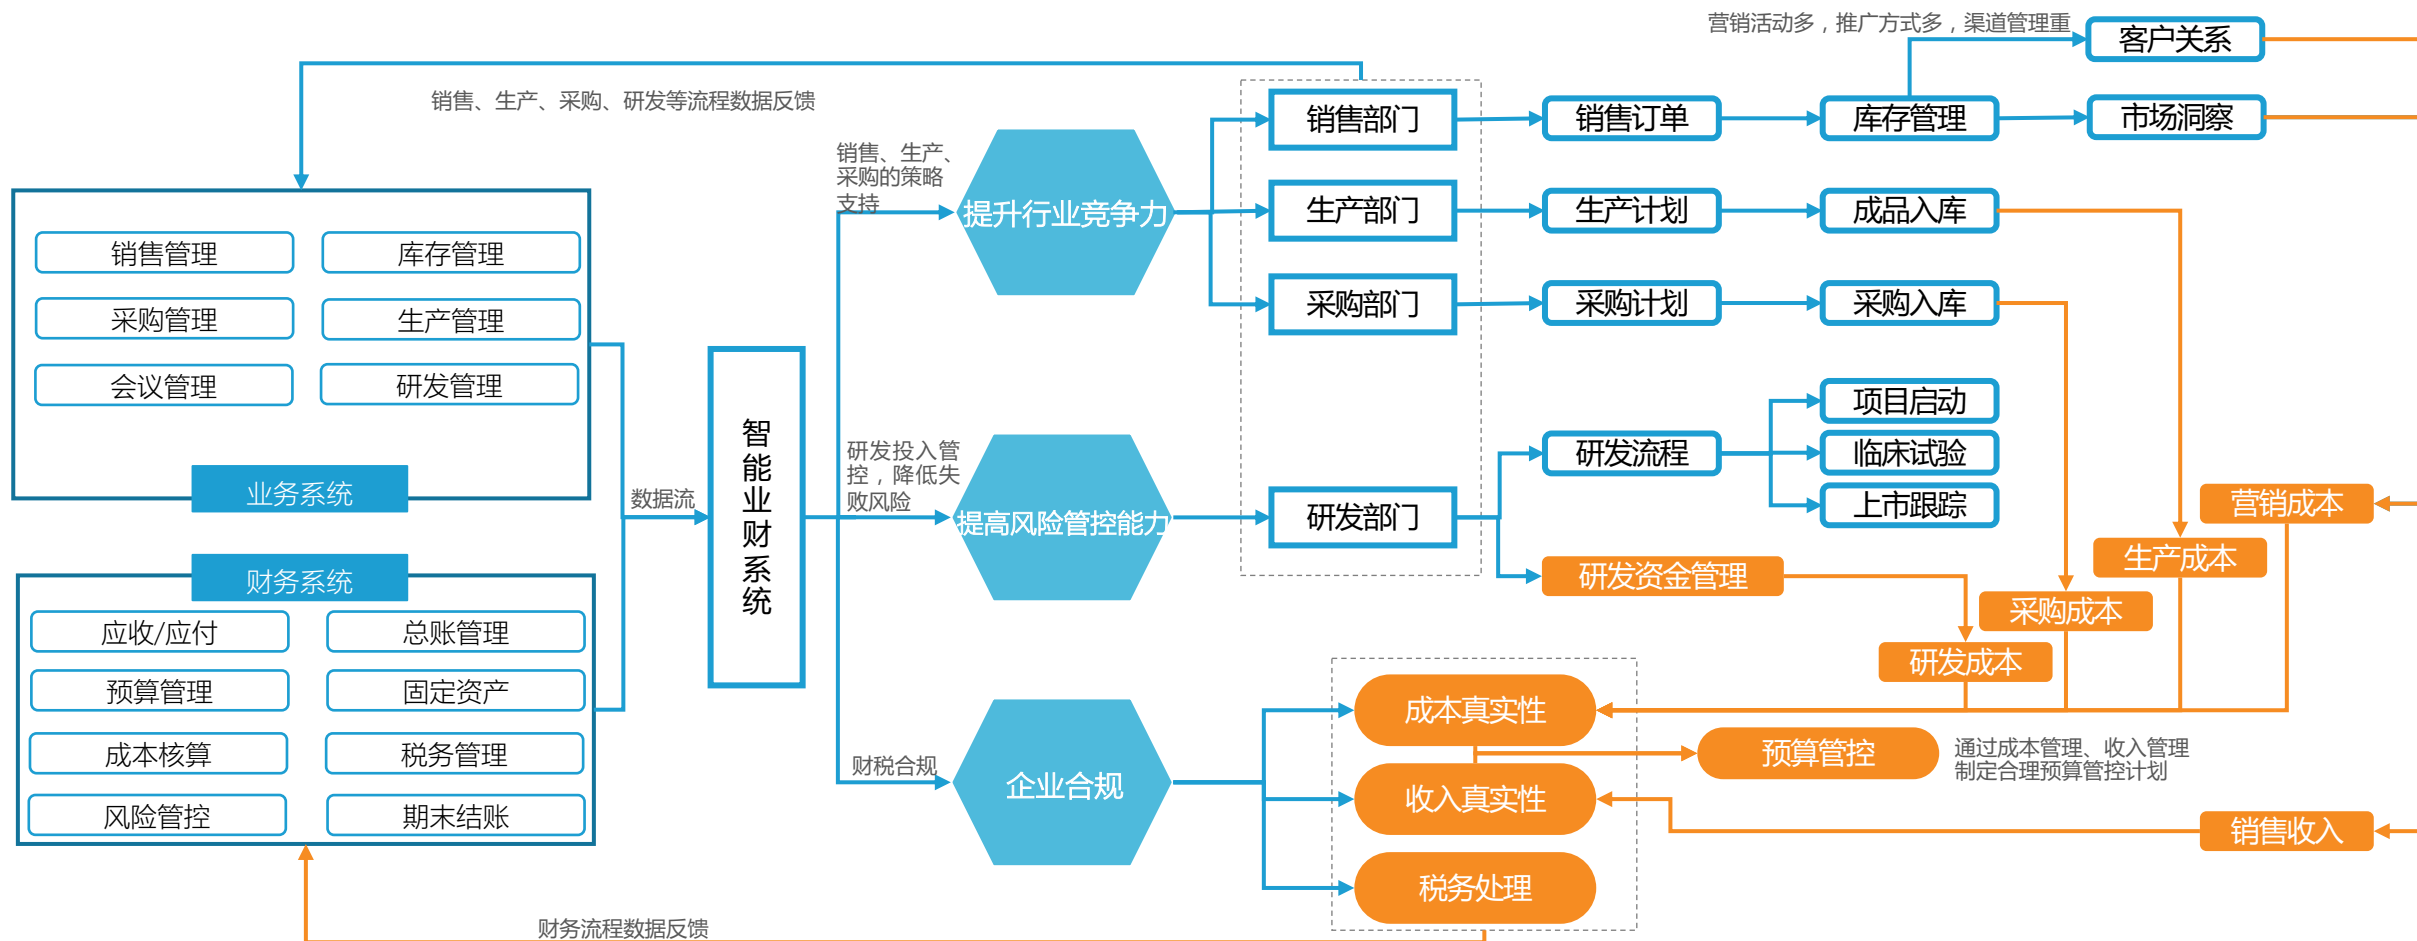 营销活动多，推广方式多，渠道管理重
客户关系
销售、生产、采购、研发等流程数据反馈
销售部门
销售订单
库存管理
市场洞察
销售、生产、
采购的策略
支持
提升行业竞争力
生产部门
生产计划
成品入库
采购部门
采购计划
采购入库
销售管理
库存管理
采购管理
生产管理
会议管理
研发管理
业务系统
财务系统
应收/应付
总账管理
预算管理
固定资产
成本核算
税务管理
风险管控
期末结账
数据流
智
能
业
财
系
统
研发投入管
控，降低失
败风险
提高风险管控能力
研发部门
研发流程
项目启动
临床试验
上市跟踪
研发资金管理
营销成本
生产成本
采购成本
研发成本
财税合规
企业合规
成本真实性
预算管控
通过成本管理、收入管理
制定合理预算管控计划
收入真实性
销售收入
税务处理
财务流程数据反馈